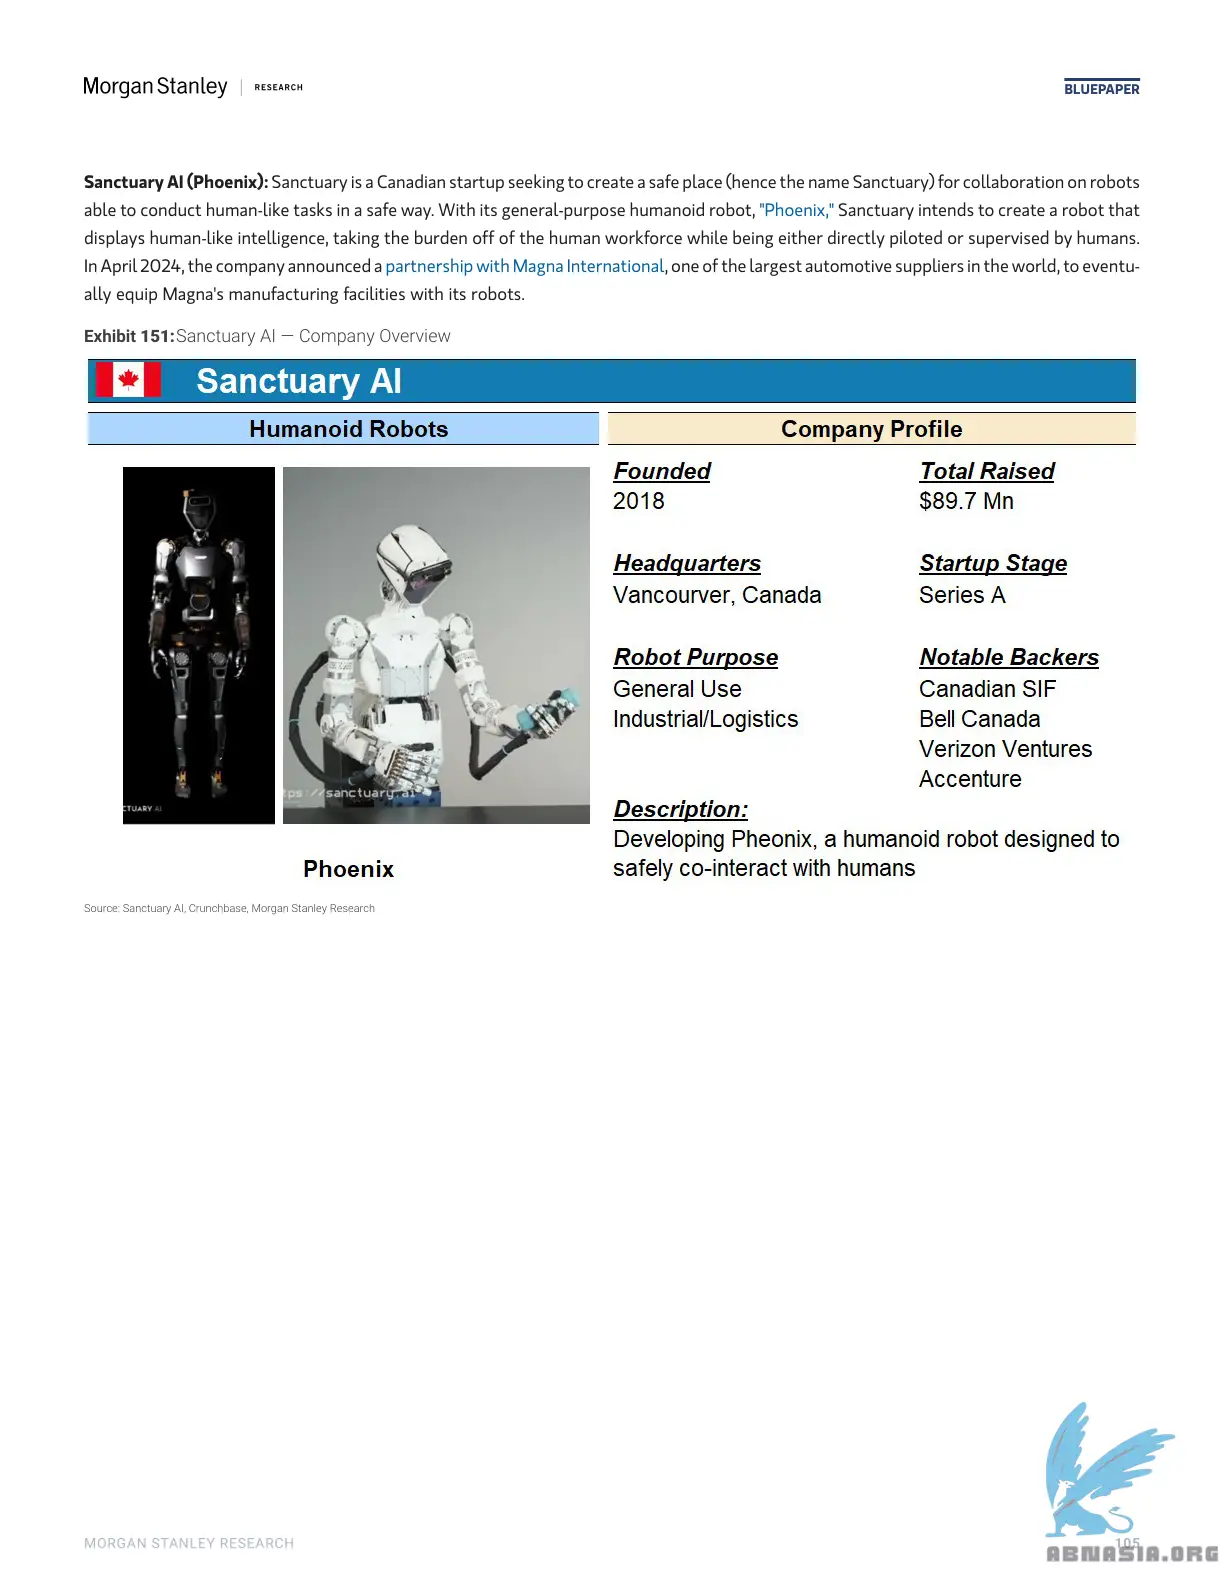 Morgan Stanley | RESEARCH
BLUEPAPER
Sanctuary AI (Phoenix): Sanctuary is a Canadian startup seeking to create a safe place (hence the name Sanctuary) for collaboration on robots
able to conduct human-like tasks in a safe way. With its general-purpose humanoid robot, "Phoenix," Sanctuary intends to create a robot that
displays human-like intelligence, taking the burden off of the human workforce while being either directly piloted or supervised by humans.
In April 2024, the company announced a partnership with Magna International, one of the largest automotive suppliers in the world, to eventu-
ally equip Magna's manufacturing facilities with its robots.
Exhibit 151: Sanctuary AI — Company Overview
Sanctuary AI
Humanoid Robots
CTUARY AI
tps://sanctuary.ai
Phoenix
Company Profile
Founded
2018
Total Raised
$89.7 Mn
Headquarters
Vancourver, Canada
Startup Stage
Series A
Robot Purpose
General Use
Industrial/Logistics
Notable Backers
Canadian SIF
Bell Canada
Verizon Ventures
Accenture
Description:
Developing Pheonix, a humanoid robot designed to
safely co-interact with humans
Source: Sanctuary AI, Crunchbase, Morgan Stanley Research
MORGAN STANLEY RESEARCH
105
ABNASIA.ORG